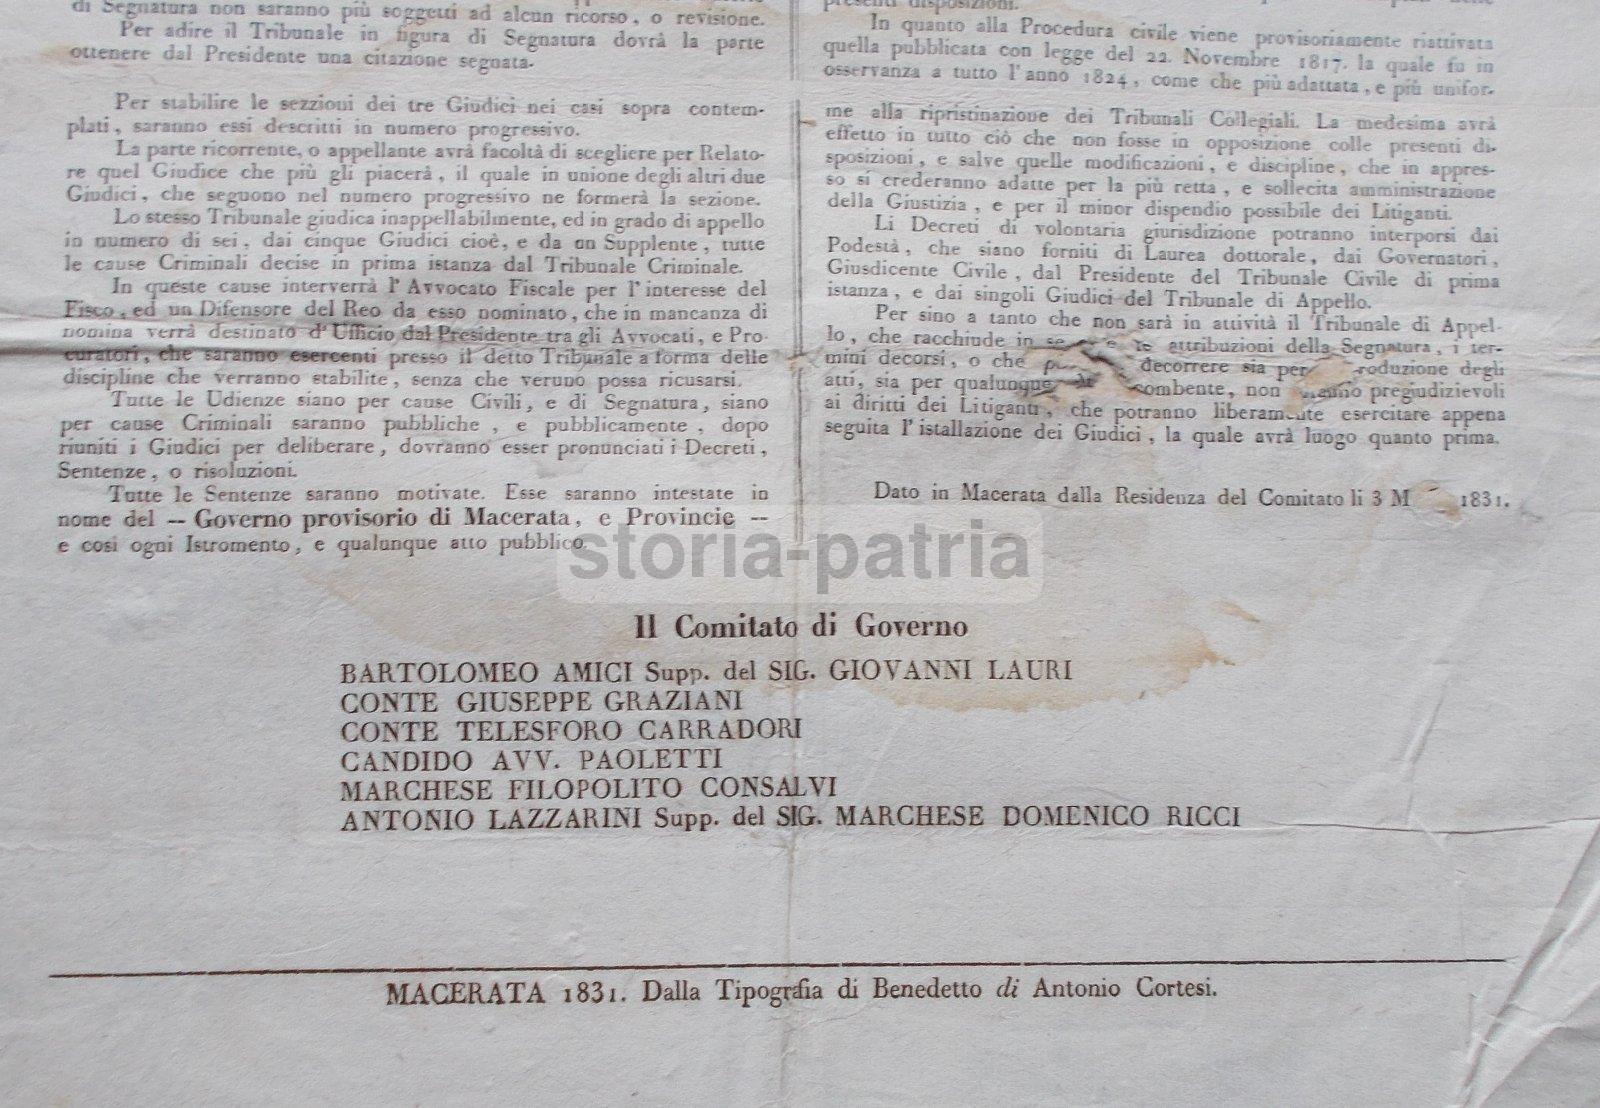 di Segnatura non saranno più soggetti ad alcun ricorso, o revisione.
Per adire il Tribunale in figura di Segnatura dovrà la parte
ottenere dal Presidente una citazione segnata.
Per stabilire le sezzioni dei tre Giudici nei casi sopra contem-
plati, saranno essi descritti in numero progressivo.
La parte ricorrente, o appellante avrà facoltà di scegliere per Relato-
re quel Giudice che più gli piacerà, il quale in unione degli altri due
Giudici, che seguono nel numero progressivo ne formerà la sezione.
Lo stesso Tribunale giudica inappellabilmente, ed in grado di appello
in numero di sei, dai cinque Giudici cioè, e da un Supplente, tutte
le cause Criminali decise in prima istanza dal Tribunale Criminale.
In queste cause interverrà l'Avvocato Fiscale per l'interesse del
Fisco, ed un Difensore del Reo da esso nominato, che in mancanza di
nomina verrà destinato d'Ufficio dal Presidente tra gli Avvocati, e Pro-
curatori, che saranno esercenti presso il detto Tribunale a forma delle
discipline che verranno stabilite, senza che veruno possa ricusarsi.
Tutte le Udienze siano per cause Civili, e di Segnatura, siano
per cause Criminali saranno pubbliche, e pubblicamente, dopo
riuniti i Giudici per deliberare, dovranno esser pronunciati i Decreti,
Sentenze, o risoluzioni.
Tutte le Sentenze saranno motivate. Esse saranno intestate in
nome del -- Governo provisorio di Macerata, e Provincie --
e così ogni Istromento, e qualunque atto pubblico.
presenti disposizioni.
In quanto alla Procedura civile viene provisoriamente riattivata
quella pubblicata con legge del 22. Novembre 1817. la quale fu in
osservanza a tutto l'anno 1824, come che più adattata, e più unifor-
me alla ripristinazione dei Tribunali Collegiali. La medesima avrà
effetto in tutto ciò che non fosse in opposizione colle presenti di-
sposizioni, e salve quelle modificazioni, e discipline, che in appres-
so si crederanno adatte per la più retta, e sollecita amministrazione
della Giustizia, e per il minor dispendio possibile dei Litiganti.
Li Decreti di volontaria giurisdizione potranno interporsi dai
Podestà, che siano forniti di Laurea dottorale, dai Governatori,
Giusdicente Civile, dal Presidente del Tribunale Civile di prima
istanza, e dai singoli Giudici del Tribunale di Appello.
Per sino a tanto che non sarà in attività il Tribunale di Appel-
lo, che racchiude in attribuzioni della Segnatura, i ter-
mini decorsi, o che decorrere sia per roduzione degli
atti, sia per qualunque combente, non pregiudizievoli
ai diritti dei Litiganti, che potranno liberamente esercitare appena
seguita l'istallazione dei Giudici, la quale avrà luogo quanto prima.
Dato in Macerata dalla Residenza del Comitato li 3 M 1831.
storia-patria
Il Comitato di Governo
BARTOLOMEO AMICI Supp. del SIG. GIOVANNI LAURI
CONTE GIUSEPPE GRAZIANI
CONTE TELESFORO CARRADORI
CANDIDO AVV. PAOLETTI
MARCHESE FILOPOLITO CONSALVI
ANTONIO LAZZARINI Supp. del SIG. MARCHESE DOMENICO RICCI
MACERATA 1831. Dalla Tipografia di Benedetto di Antonio Cortesi.